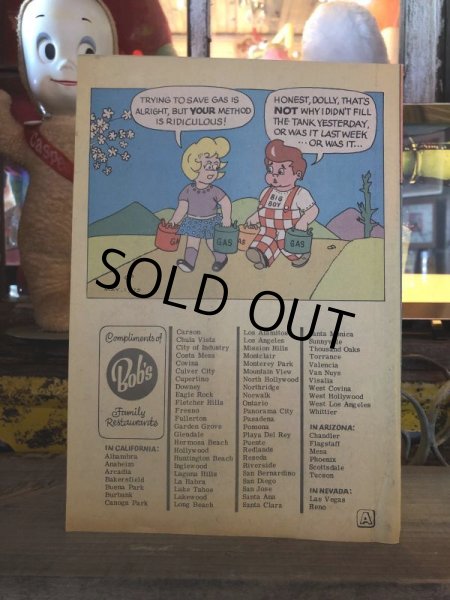 TRYING TO SAVE GAS IS
ALRIGHT, BUT YOUR METHOD
IS RIDICULOUS!
HONEST, DOLLY, THAT'S
NOT WHY I DIDN'T FILL
THE TANK YESTERDAY,
OR WAS IT LAST WEEK
...OR WAS IT...
BIG
BOY
GAS
GAS
SOLD OUT
Compliments of
Bob's
Family
Restaurants
IN CALIFORNIA:
Alhambra
Anaheim
Arcadia
Bakersfield
Buena Park
Burbank
Canoga Park
Carson
Chula Vista
City of Industry
Costa Mesa
Covina
Culver City
Cupertino
Downey
Eagle Rock
Fletcher Hills
Fresno
Fullerton
Garden Grove
Glendale
Hermosa Beach
Hollywood
Huntington Beach
Inglewood
Laguna Hills
La Habra
Lake Tahoe
Lakewood
Long Beach
Los Alamitos
Los Angeles
Mission Hills
Montclair
Monterey Park
Mountain View
North Hollywood
Northridge
Norwalk
Ontario
Panorama City
Pasadena
Pomona
Playa Del Rey
Puente
Redlands
Reseda
Riverside
San Bernardino
San Diego
San Jose
Santa Ana
Santa Clara
Santa Monica
Sunnyvale
Thousand Oaks
Torrance
Valencia
Van Nuys
Visalia
West Covina
West Hollywood
West Los Angeles
Whittier
IN ARIZONA:
Chandler
Flagstaff
Mesa
Phoenix
Scottsdale
Tucson
IN NEVADA:
Las Vegas
Reno
A